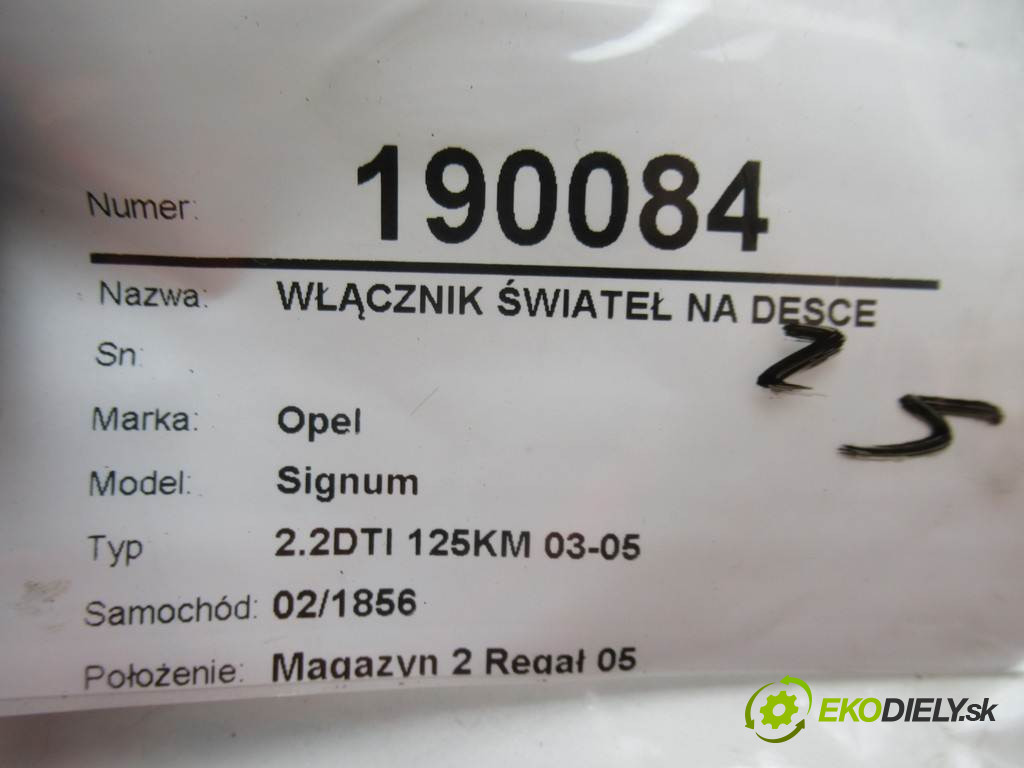 Numer: 190084
Nazwa: WŁĄCZNIK ŚWIATEŁ NA DESCE
Sn:
Marka: Opel
Model: Signum
Typ 2.2DTI 125KM 03-05
Samochód: 02/1856
Położenie: Magazyn 2 Regał 05
2 5
EKODIELY.sk